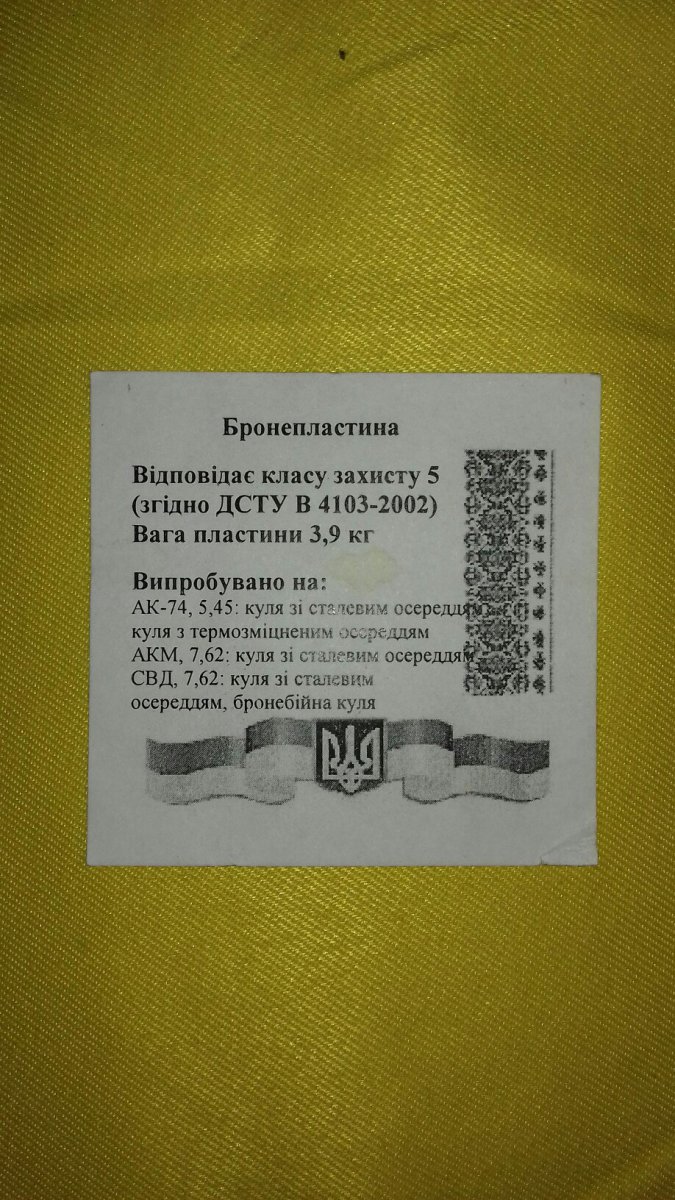 Бронепластина
Відповідає класу захисту 5
(згідно ДСТУ В 4103-2002)
Вага пластини 3,9 кг
Випробувано на:
АК-74, 5,45: куля зі сталевим осереддям,
куля з термозміцненим осереддям
АКМ, 7,62: куля зі сталевим осереддям
СВД, 7,62: куля зі сталевим
осереддям, бронебійна куля